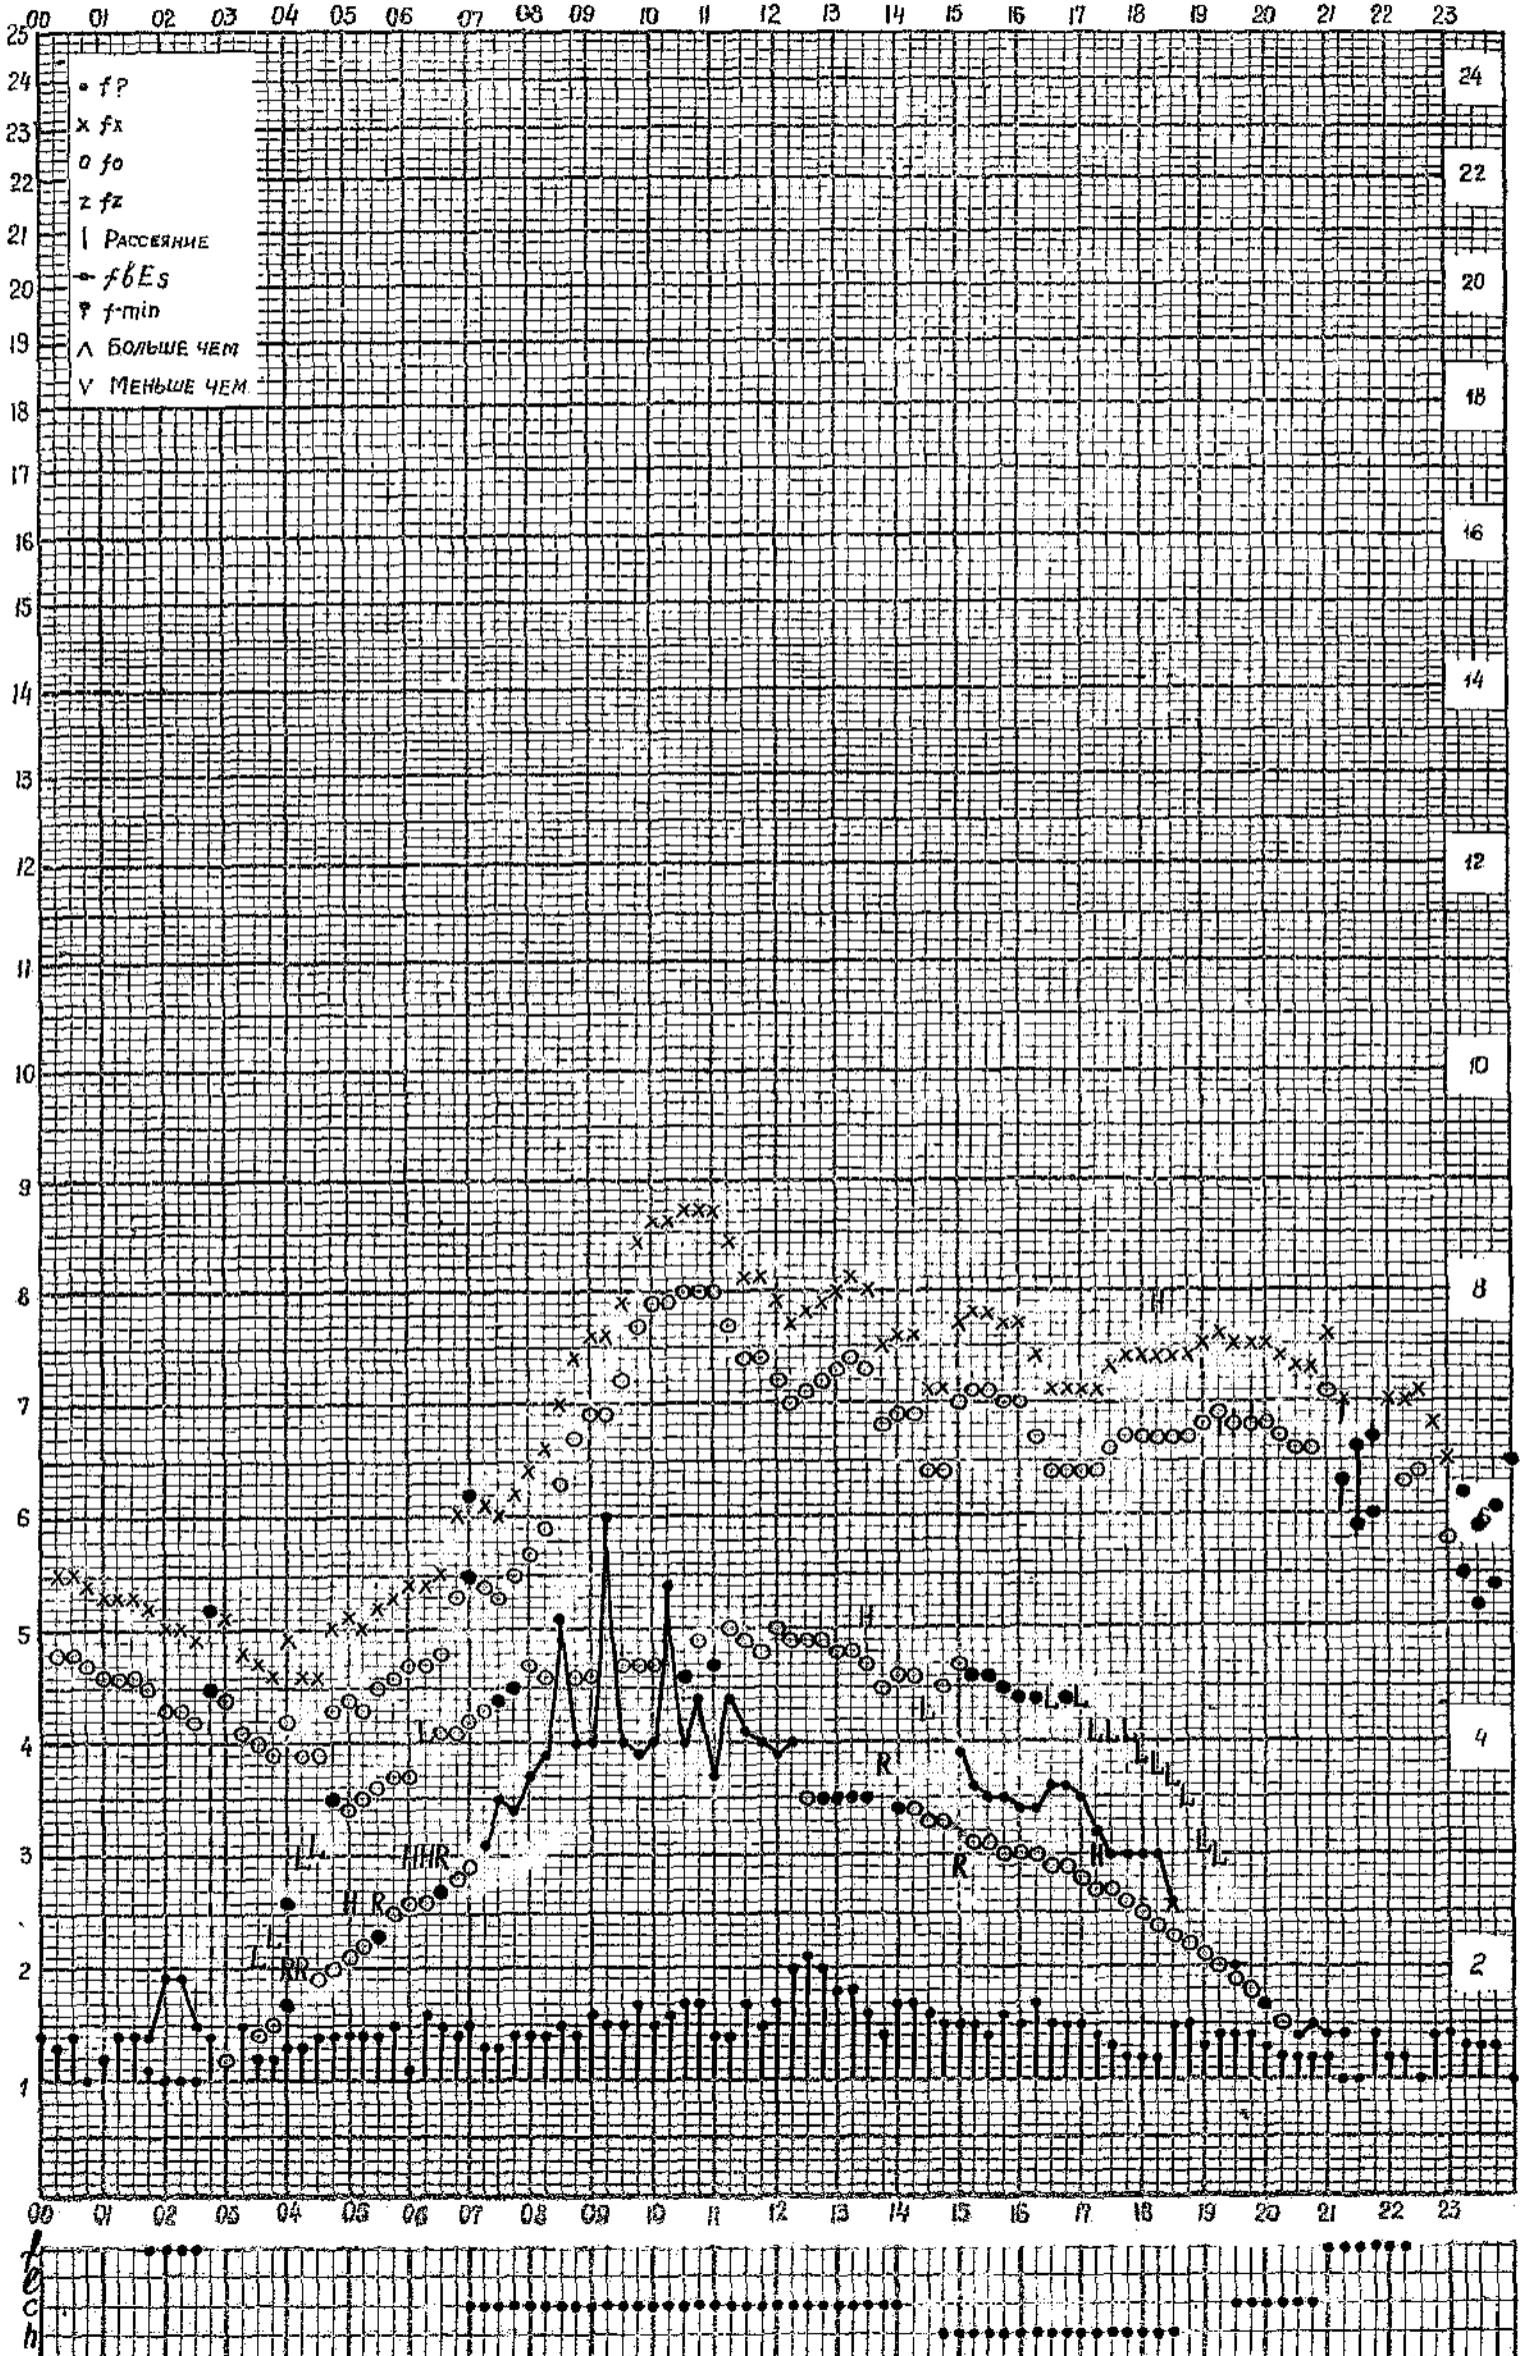 00 01 02 03 04 05 06 07 08 09 10 11 12 13 14 15 16 17 18 19 20 21 22 23
25
24 24
23
22 22
21
20 20
19
18 18
17
16 16
15
14 14
13
12 12
11
10 10
9
8 8
7
6 6
5
4 4
3
2 2
1
• f?
x fx
o fo
z fz
| РАССЕЯНИЕ
fbEs
f-min
Λ БОЛЬШЕ ЧЕМ
V МЕНЬШЕ ЧЕМ
H
H
L
L L
L
L L L L L L L L
R
L L
H H R
R
H
L L
H R
L
L
R R
00 01 02 03 04 05 06 07 08 09 10 11 12 13 14 15 16 17 18 19 20 21 22 23
f
l
c
h